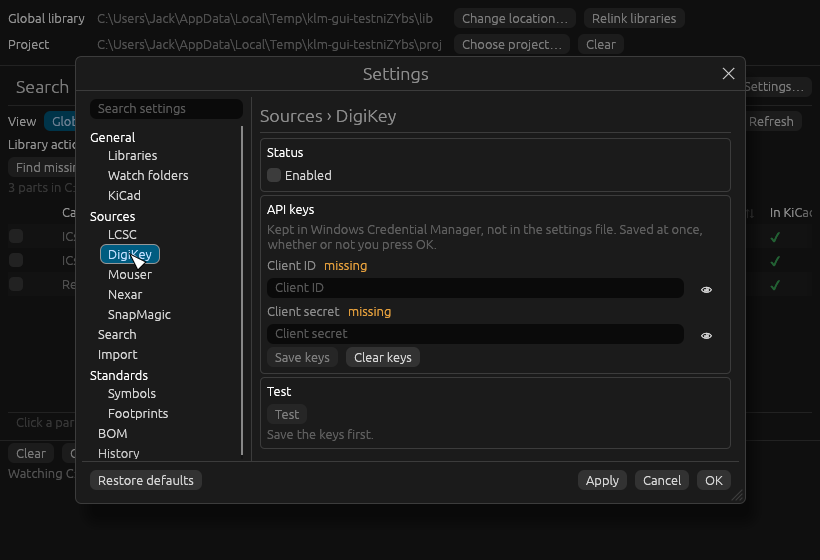 Global library C:\Users\Jack\AppData\Local\Temp\klm-gui-testniZYbs\lib Change location… Relink libraries
Project C:\Users\Jack\AppData\Local\Temp\klm-gui-testniZYbs\proj Choose project… Clear
Settings
Search Settings…
Search settings
Sources › DigiKey
View Glob Refresh
General
Library actio
Status
Libraries
Find missin
Enabled
Watch folders
3 parts in C:
KiCad
API keys
Ca In KiCad
Sources
Kept in Windows Credential Manager, not in the settings file. Saved at once,
whether or not you press OK.
LCSC
ICs
DigiKey
ICs
Client ID missing
Mouser
Re
Client ID
Nexar
Client secret missing
SnapMagic
Client secret
Search
Import
Save keys Clear keys
Standards
Test
Symbols
Test
Footprints
Click a par
Save the keys first.
BOM
Clear
History
Watching C:
Restore defaults Apply Cancel OK